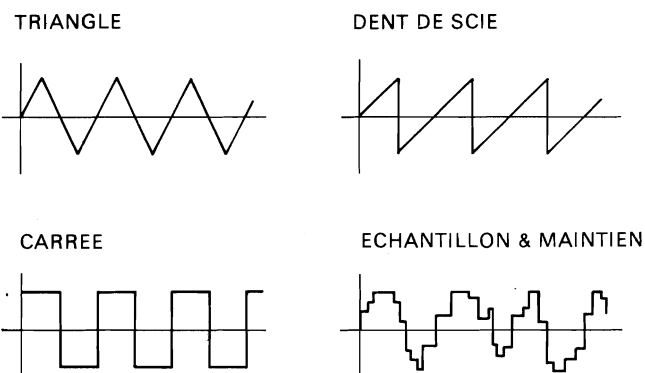 TRIANGLE
DENT DE SCIE
CARREE
ECHANTILLON & MAINTIEN